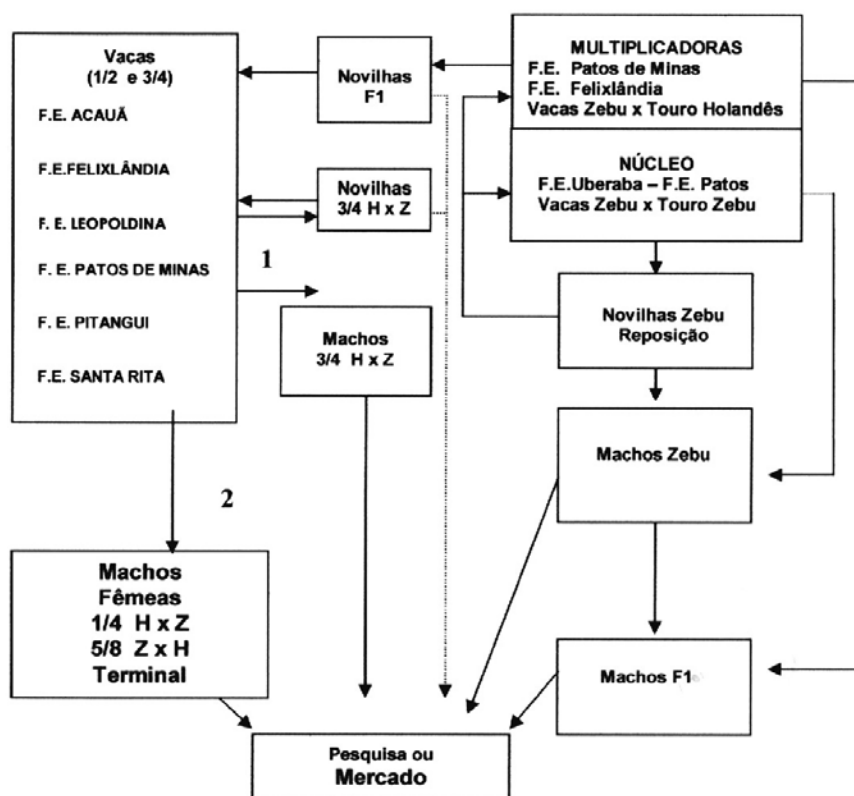 Vacas
(1/2 e 3/4)
F.E. ACAUÃ
F.E.FELIXLÂNDIA
F. E. LEOPOLDINA
F. E. PATOS DE MINAS
F. E. PITANGUI
F.E. SANTA RITA
Novilhas
F1
Novilhas
3/4 H x Z
1
Machos
3/4 H x Z
MULTIPLICADORAS
F.E. Patos de Minas
F.E. Felixlândia
Vacas Zebu x Touro Holandês
NÚCLEO
F.E.Uberaba – F.E. Patos
Vacas Zebu x Touro Zebu
Novilhas Zebu
Reposição
Machos Zebu
2
Machos
Fêmeas
1/4 H x Z
5/8 Z x H
Terminal
Machos F1
Pesquisa ou
Mercado